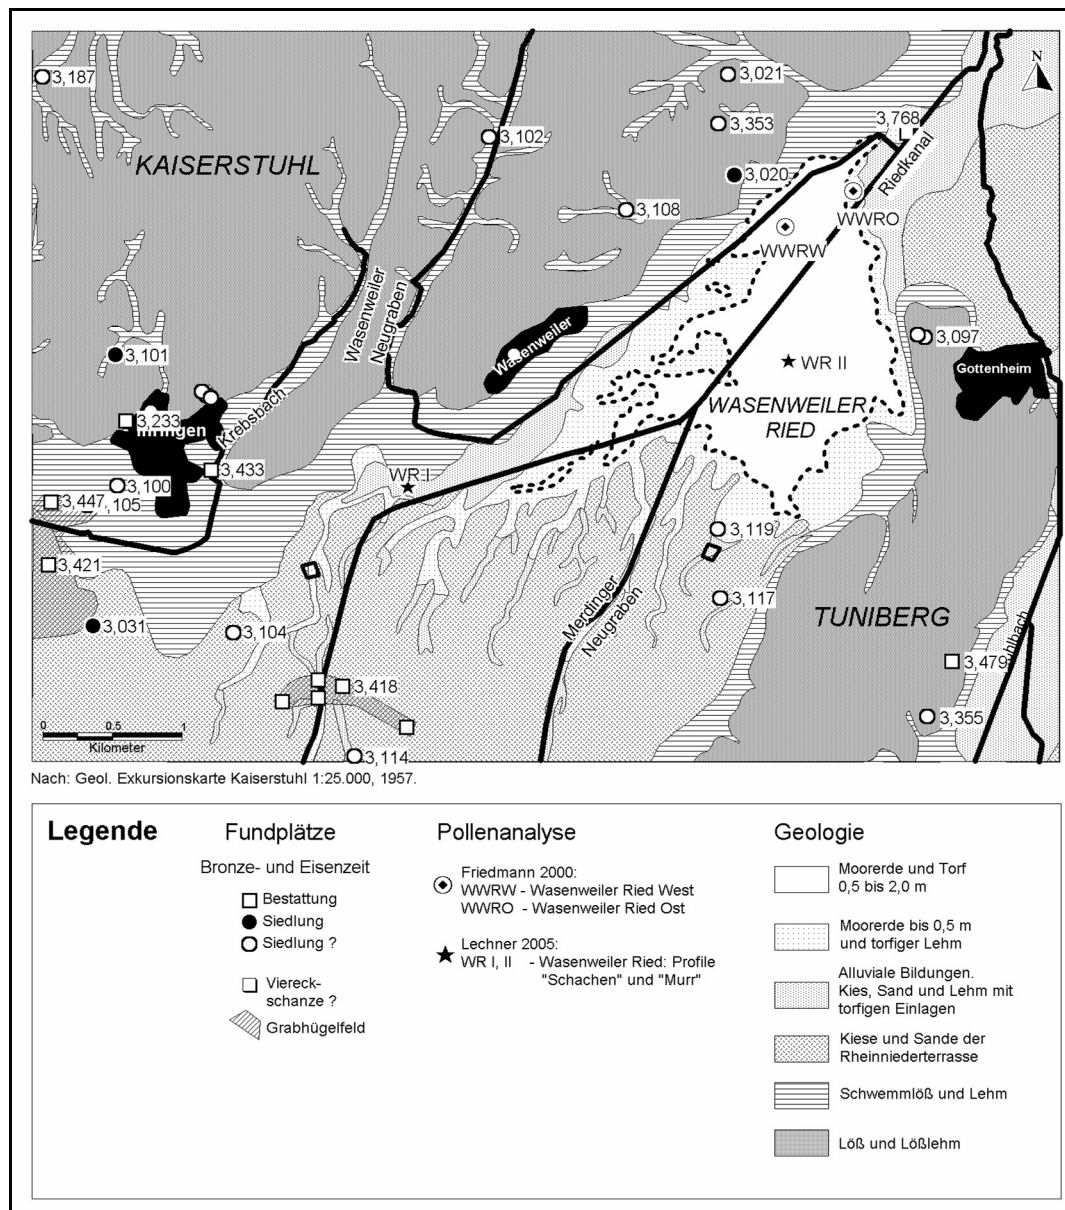 N
3,187
3,021
3,353
3,102
3,768
KAISERSTUHL
3,020
3,108
Riedkanal
WWRO
WWRW
Wasenweiler
Neugraben
Wasenweiler
3,101
3,097
WR II
Gottenheim
WASENWEILER
RIED
3,233
Krebsbach
3,433
WR I
3,100
3,447
105
3,119
3,421
Merdinger
Neugraben
3,117
TUNIBERG
3,031
3,104
3,479
3,418
3,355
3,114
0 0.5 1
Kilometer
Nach: Geol. Exkursionskarte Kaiserstuhl 1:25.000, 1957.
Legende
Fundplätze
Bronze- und Eisenzeit
Bestattung
Siedlung
Siedlung ?
Viereck-
schanze ?
Grabhügelfeld
Pollenanalyse
Friedmann 2000:
WWRW - Wasenweiler Ried West
WWRO - Wasenweiler Ried Ost
Lechner 2005:
WR I, II - Wasenweiler Ried: Profile
"Schachen" und "Murr"
Geologie
Moorerde und Torf
0,5 bis 2,0 m
Moorerde bis 0,5 m
und torfiger Lehm
Alluviale Bildungen.
Kies, Sand und Lehm mit
torfigen Einlagen
Kiese und Sande der
Rheinniederterrasse
Schwemmlöß und Lehm
Löß und Lößlehm